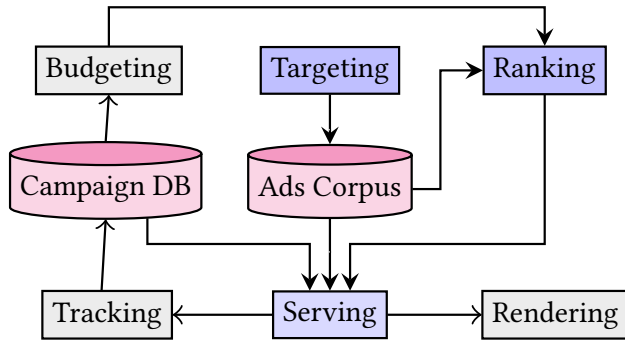 Budgeting
Targeting
Ranking
Campaign DB
Ads Corpus
Tracking
Serving
Rendering